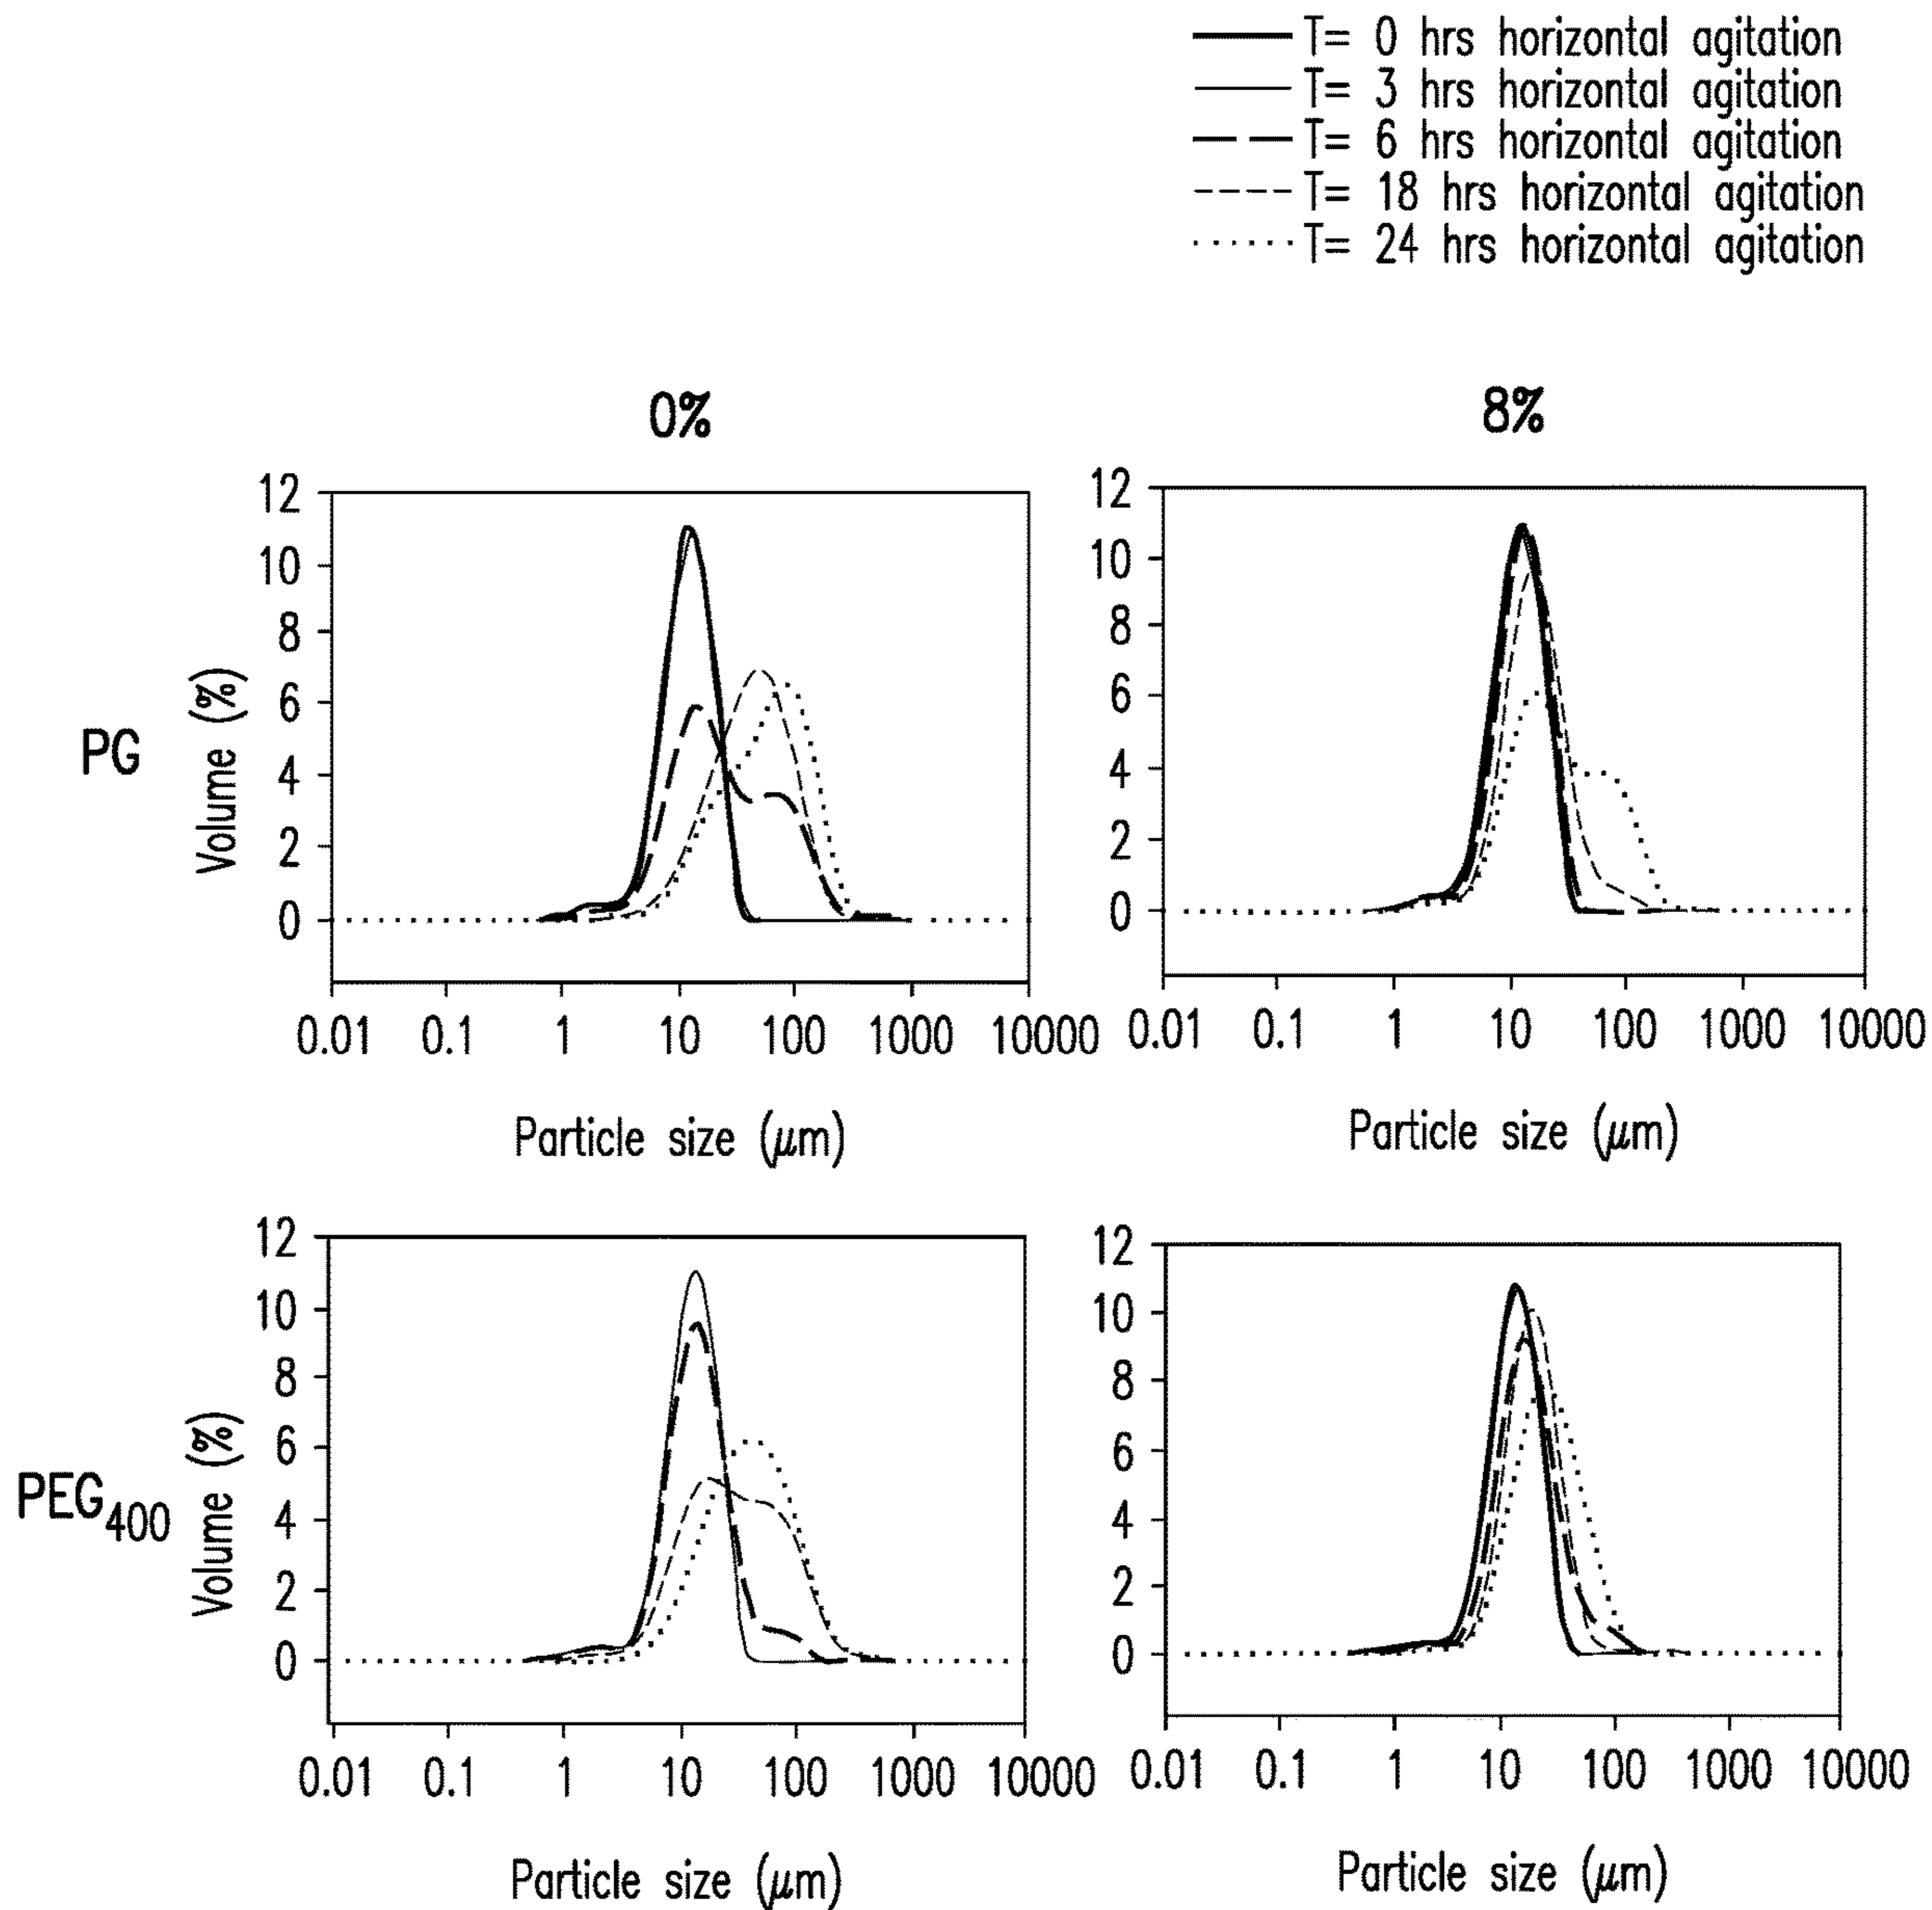 T= 0 hrs horizontal agitation
T= 3 hrs horizontal agitation
T= 6 hrs horizontal agitation
T= 18 hrs horizontal agitation
T= 24 hrs horizontal agitation
0%
8%
PG
Volume (%)
12
10
8
6
4
2
0
0.01 0.1 1 10 100 1000 10000
Particle size (μm)
12
10
8
6
4
2
0
0.01 0.1 1 10 100 1000 10000
Particle size (μm)
PEG400
Volume (%)
12
10
8
6
4
2
0
0.01 0.1 1 10 100 1000 10000
Particle size (μm)
12
10
8
6
4
2
0
0.01 0.1 1 10 100 1000 10000
Particle size (μm)